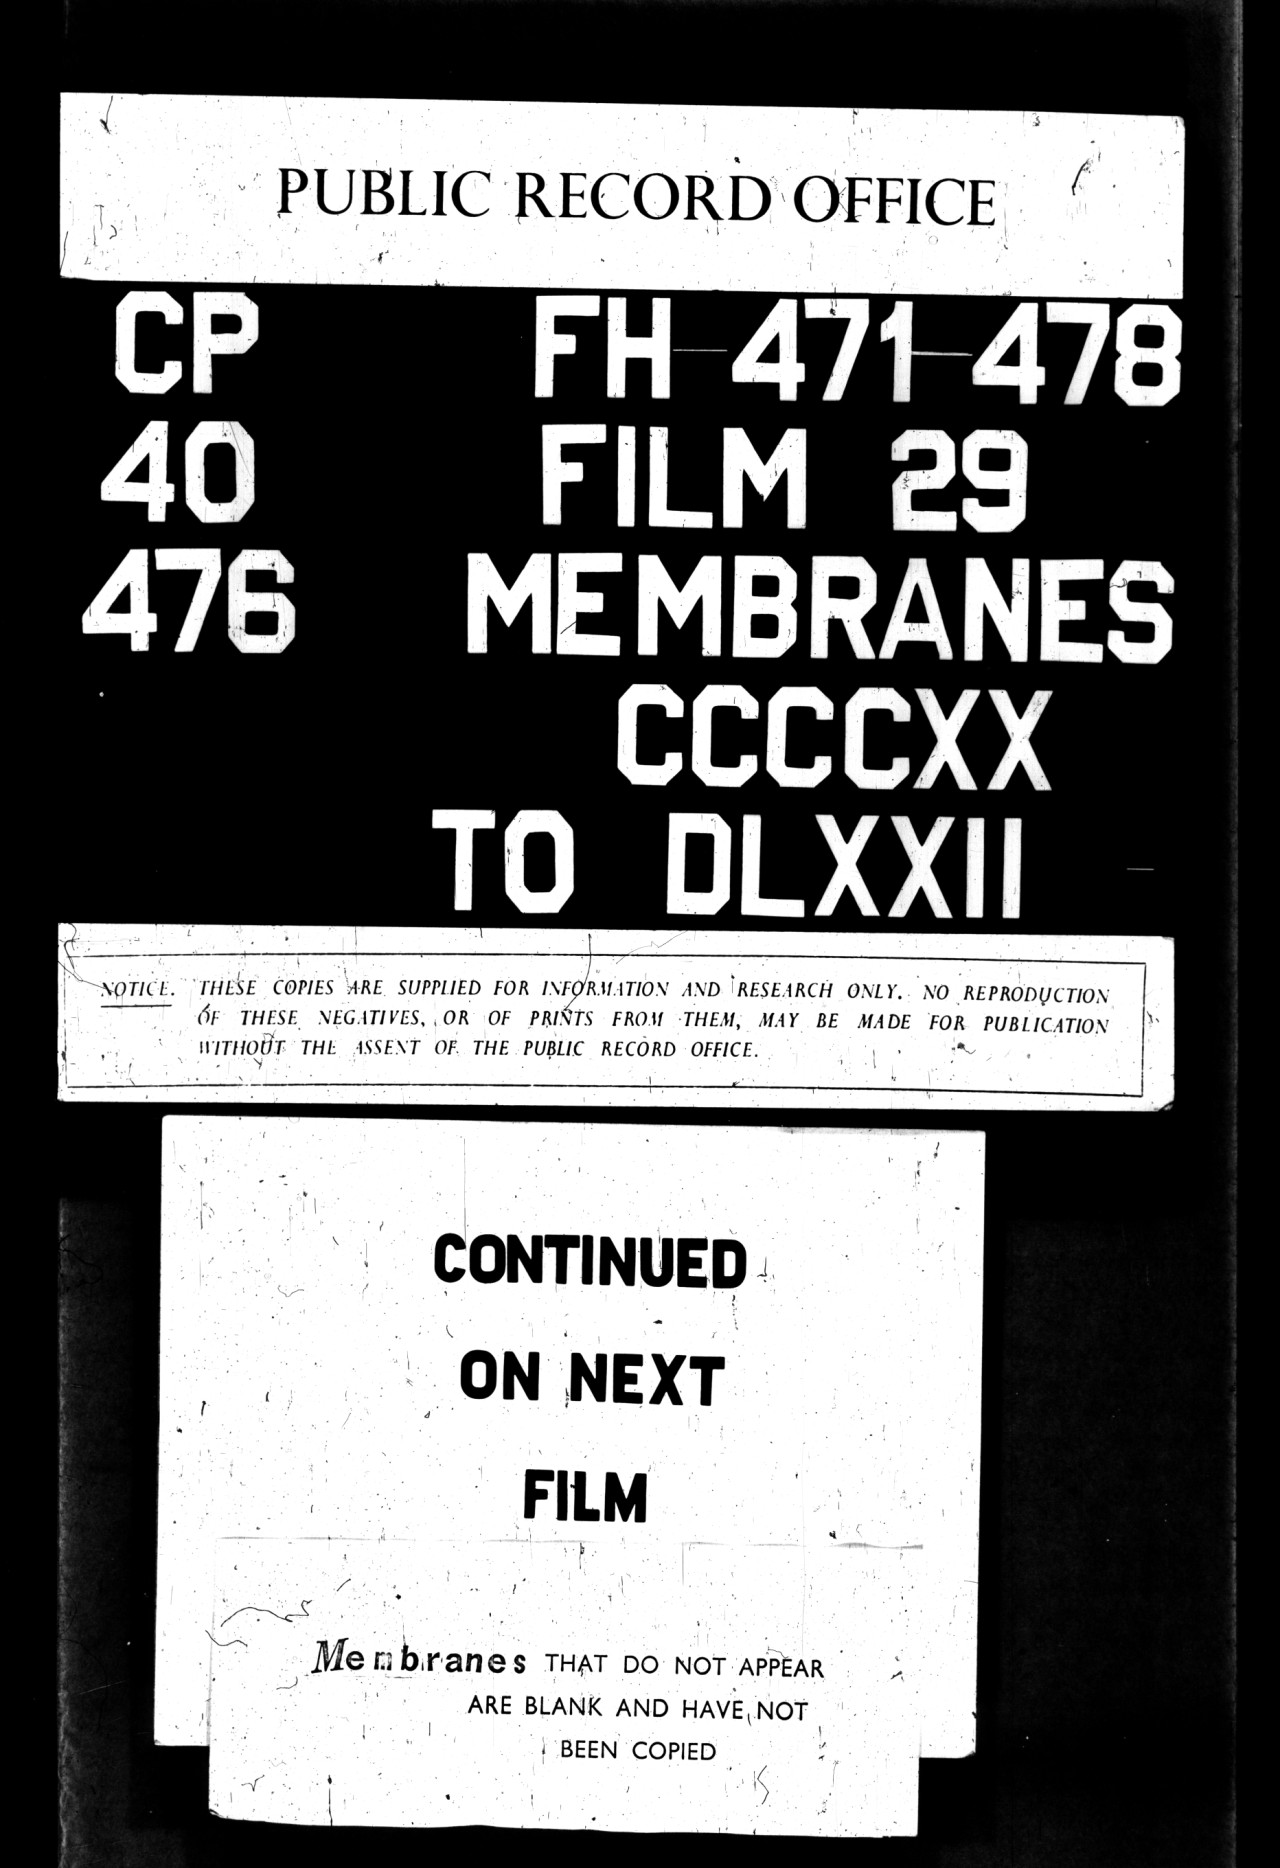 PUBLIC RECORD OFFICE
CP FH-471-478
40 FILM 29
476 MEMBRANES
CCCCXX
TO DLXXII
NOTICE. THESE COPIES ARE SUPPLIED FOR INFORMATION AND RESEARCH ONLY. NO REPRODUCTION
OF THESE NEGATIVES, OR OF PRINTS FROM THEM, MAY BE MADE FOR PUBLICATION
WITHOUT THE ASSENT OF THE PUBLIC RECORD OFFICE.
CONTINUED
ON NEXT
FILM
Membranes THAT DO NOT APPEAR
ARE BLANK AND HAVE NOT
BEEN COPIED